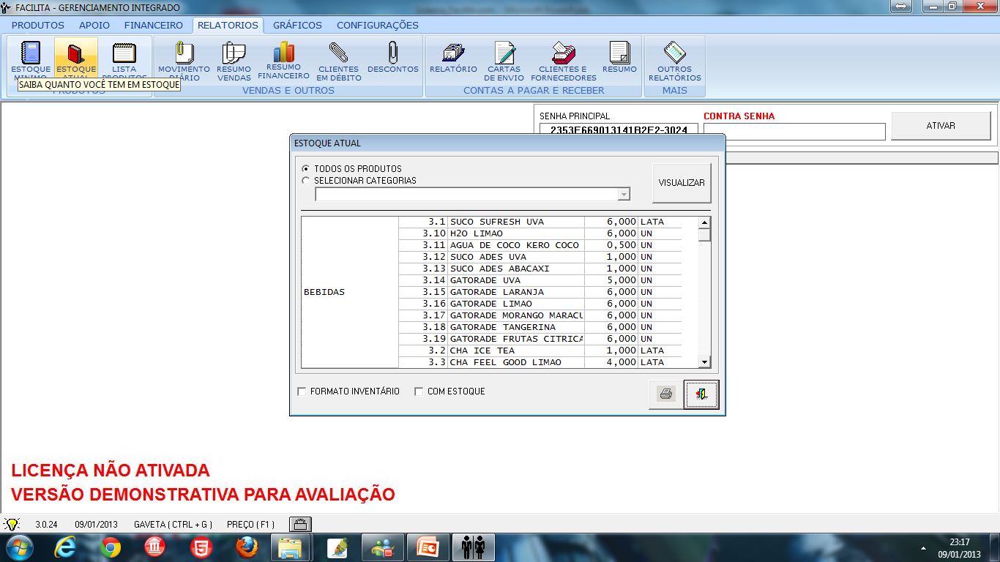 FACILITA - GERENCIAMENTO INTEGRADO
PRODUTOS APOIO FINANCEIRO RELATORIOS GRÁFICOS CONFIGURAÇÕES
ESTOQUE MINIMO
ESTOQUE ATUAL
LISTA PRODUTOS
MOVIMENTO DIÁRIO
RESUMO VENDAS
RESUMO FINANCEIRO
CLIENTES EM DÉBITO
DESCONTOS
RELATÓRIO
CARTAS DE ENVIO
CLIENTES E FORNECEDORES
RESUMO
OUTROS RELATÓRIOS
SAIBA QUANTO VOCÊ TEM EM ESTOQUE
PRODUTOS
VENDAS E OUTROS
CONTAS A PAGAR E RECEBER
MAIS
SENHA PRINCIPAL
CONTRA SENHA
2353E669013141B2E2-3024
ATIVAR
ESTOQUE ATUAL
TODOS OS PRODUTOS
SELECIONAR CATEGORIAS
VISUALIZAR
BEBIDAS
3.1 SUCO SUFRESH UVA 6,000 LATA
3.10 H2O LIMAO 6,000 UN
3.11 AGUA DE COCO KERO COCO 0,500 UN
3.12 SUCO ADES UVA 1,000 UN
3.13 SUCO ADES ABACAXI 1,000 UN
3.14 GATORADE UVA 5,000 UN
3.15 GATORADE LARANJA 6,000 UN
3.16 GATORADE LIMAO 6,000 UN
3.17 GATORADE MORANGO MARACU 6,000 UN
3.18 GATORADE TANGERINA 6,000 UN
3.19 GATORADE FRUTAS CITRICA 6,000 UN
3.2 CHA ICE TEA 1,000 LATA
3.3 CHA FEEL GOOD LIMAO 4,000 LATA
FORMATO INVENTÁRIO
COM ESTOQUE
LICENÇA NÃO ATIVADA
VERSÃO DEMONSTRATIVA PARA AVALIAÇÃO
3.0.24 09/01/2013 GAVETA ( CTRL + G ) PREÇO ( F1 )
23:17
09/01/2013